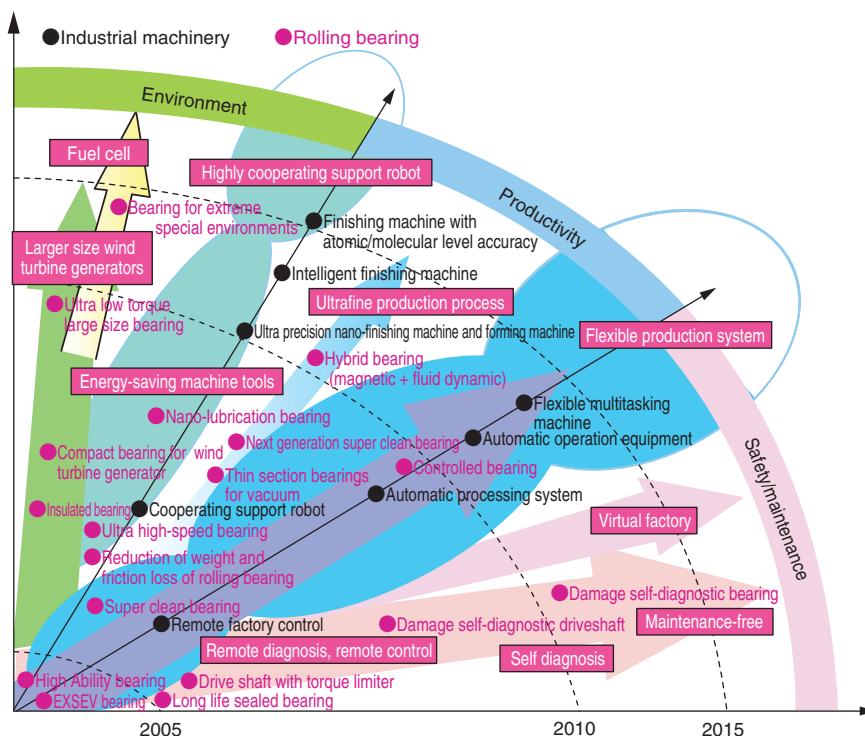 Industrial machinery
Rolling bearing
Environment
Fuel cell
Highly cooperating support robot
Productivity
Bearing for extreme
special environments
Finishing machine with
atomic/molecular level accuracy
Larger size wind
turbine generators
Intelligent finishing machine
Ultrafine production process
Ultra low torque
large size bearing
Ultra precision nano-finishing machine and forming machine
Flexible production system
Hybrid bearing
(magnetic + fluid dynamic)
Energy-saving machine tools
Flexible multitasking
machine
Nano-lubrication bearing
Next generation super clean bearing
Automatic operation equipment
Compact bearing for wind
turbine generator
Thin section bearings
for vacuum
Controlled bearing
Safety/maintenance
Automatic processing system
Insulated bearing
Cooperating support robot
Virtual factory
Ultra high-speed bearing
Reduction of weight and
friction loss of rolling bearing
Damage self-diagnostic bearing
Super clean bearing
Remote factory control
Damage self-diagnostic driveshaft
Maintenance-free
Remote diagnosis, remote control
Self diagnosis
High Ability bearing
Drive shaft with torque limiter
EXSEV bearing
Long life sealed bearing
2005
2010
2015